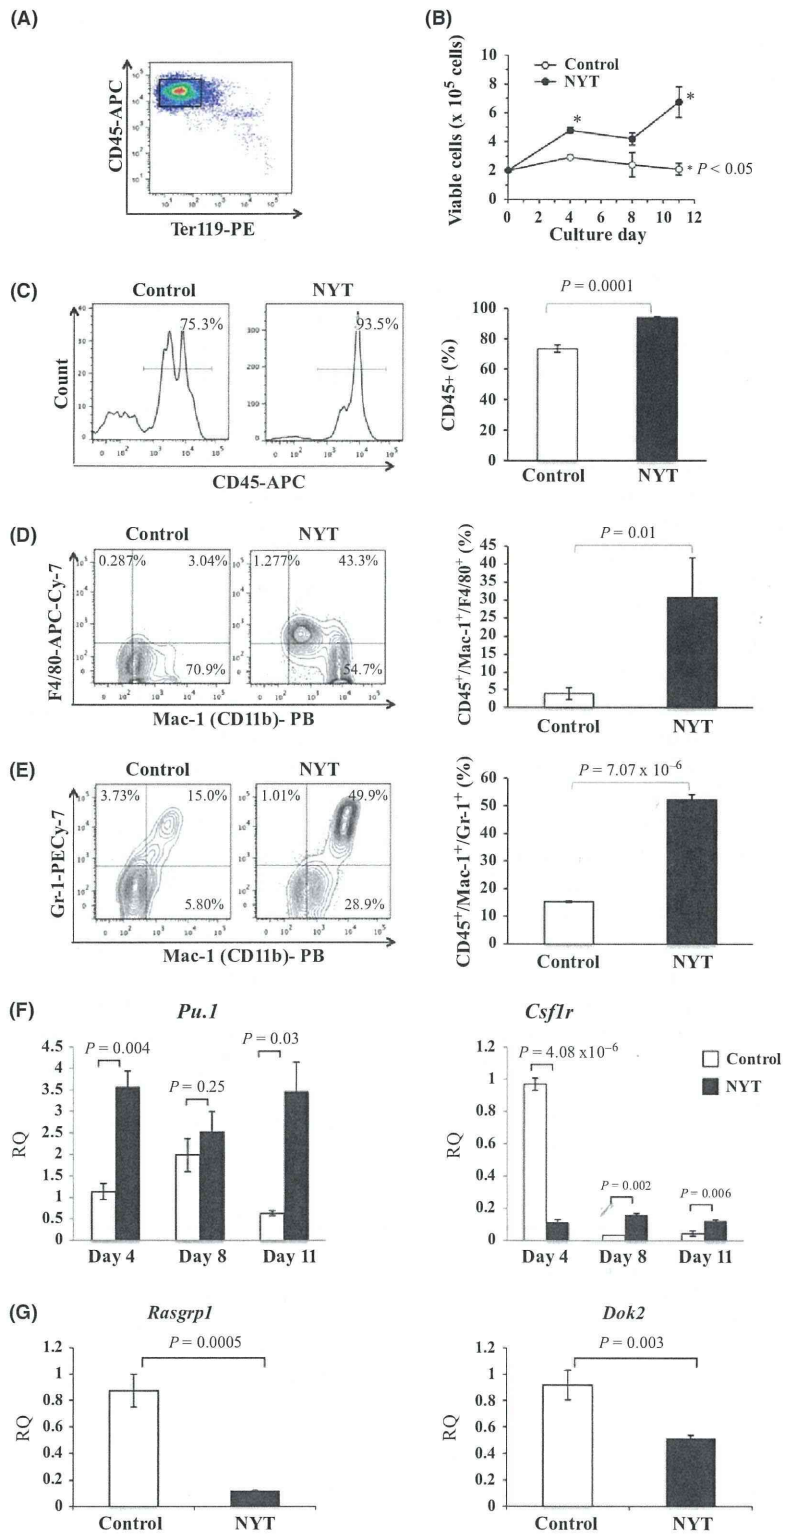 (A)
CD45-APC
Ter119-PE
(B)
Viable cells (x 10⁵ cells)
10
8
6
4
2
0
Control
NYT
*
*
* P < 0.05
0 2 4 6 8 10 12
Culture day
(C)
Control
NYT
75.3%
93.5%
Count
CD45-APC
P = 0.0001
CD45+ (%)
100
80
60
40
20
0
Control
NYT
(D)
Control
NYT
0.287%
3.04%
70.9%
1.277%
43.3%
54.7%
F4/80-APC-Cy-7
Mac-1 (CD11b)- PB
P = 0.01
CD45⁺/Mac-1⁺/F4/80⁺ (%)
45
40
35
30
25
20
15
10
5
0
Control
NYT
(E)
Control
NYT
3.73%
15.0%
5.80%
1.01%
49.9%
28.9%
Gr-1-PECy-7
Mac-1 (CD11b)- PB
P = 7.07 x 10⁻⁶
CD45⁺/Mac-1⁺/Gr-1⁺ (%)
60
50
40
30
20
10
0
Control
NYT
(F)
Pu.1
RQ
4.5
4
3.5
3
2.5
2
1.5
1
0.5
0
P = 0.004
P = 0.25
P = 0.03
Day 4
Day 8
Day 11
Csf1r
RQ
1.2
1
0.8
0.6
0.4
0.2
0
P = 4.08 x10⁻⁶
P = 0.002
P = 0.006
Control
NYT
Day 4
Day 8
Day 11
(G)
Rasgrp1
P = 0.0005
RQ
1.2
1
0.8
0.6
0.4
0.2
0
Control
NYT
Dok2
P = 0.003
RQ
1.2
1
0.8
0.6
0.4
0.2
0
Control
NYT